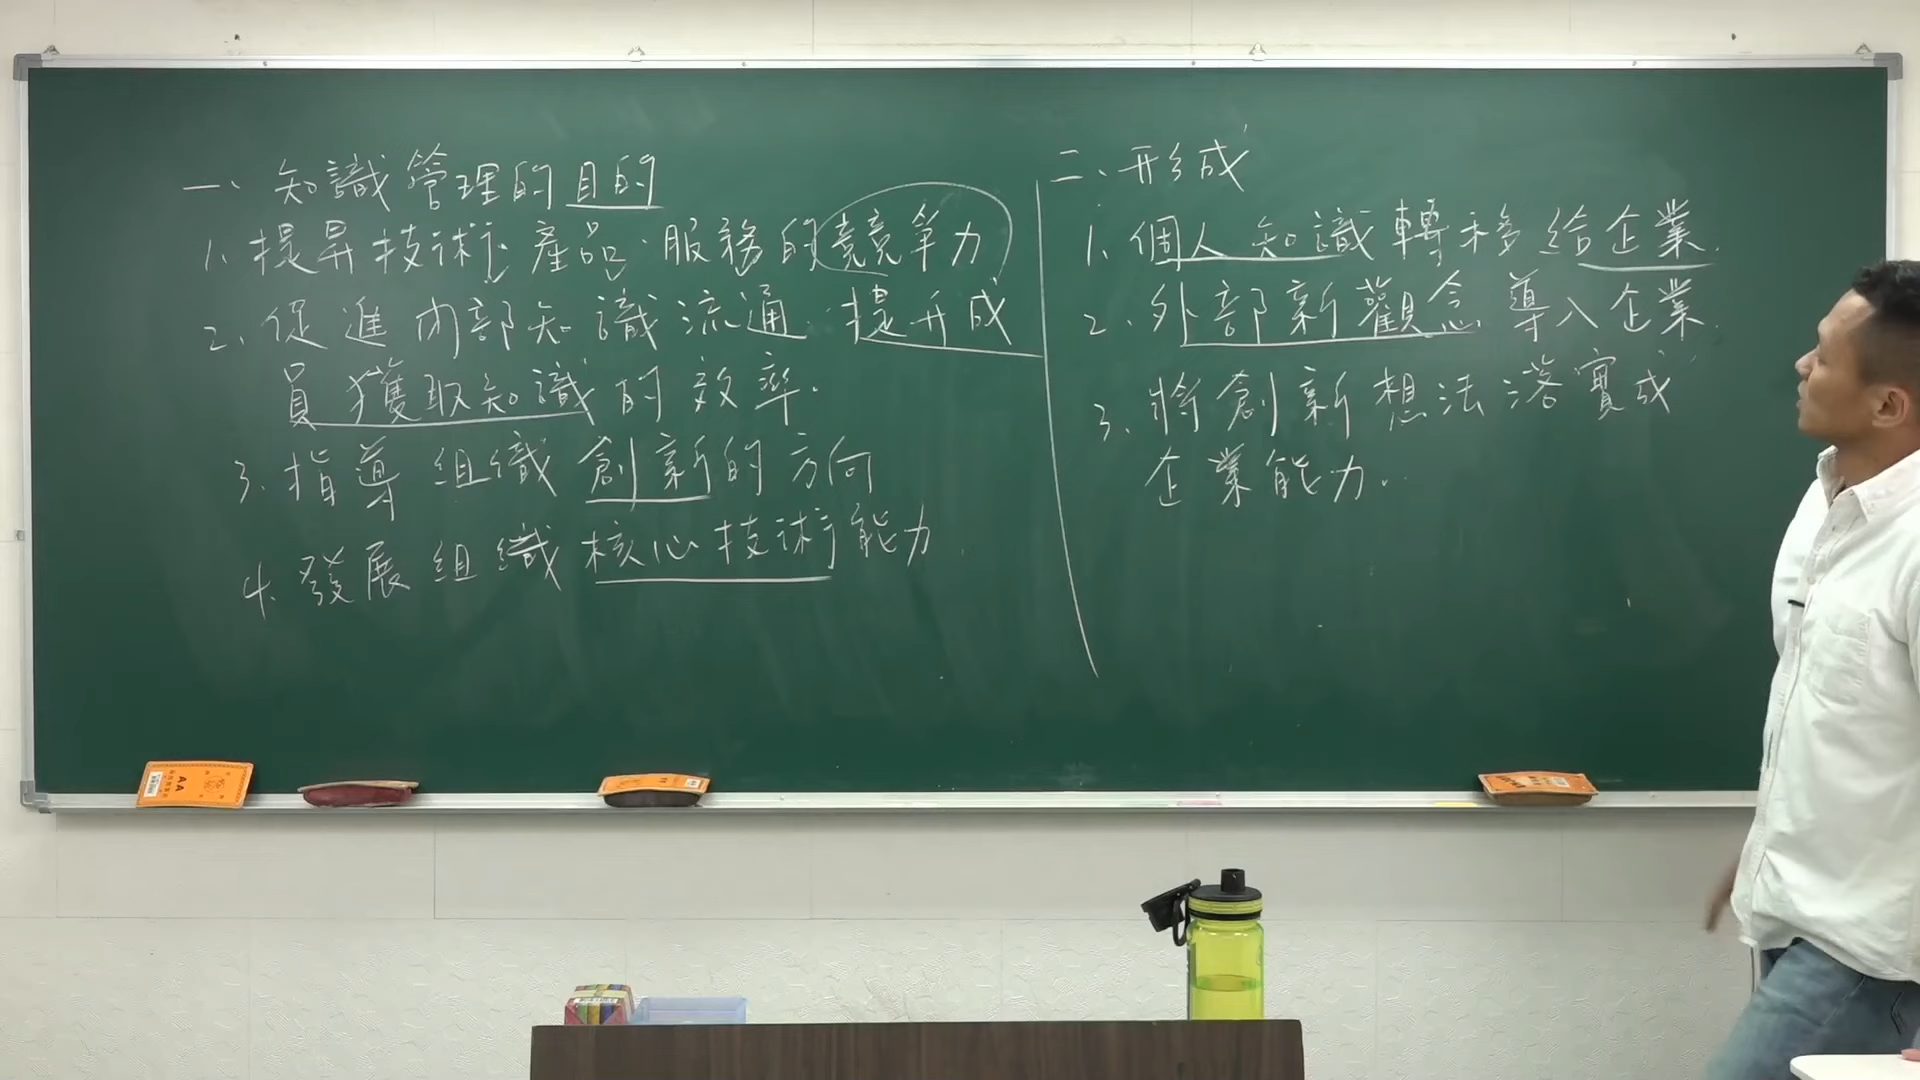 一、知識管理的目的
1. 提昇技術、產品、服務的競爭力
2. 促進內部知識流通、提升成
員獲取知識的效率.
3. 指導組織創新的方向
4. 發展組織核心技術能力
二、形成
1. 個人知識轉移給企業.
2. 外部新觀念導入企業.
3. 將創新想法落實成
企業能力.
AA